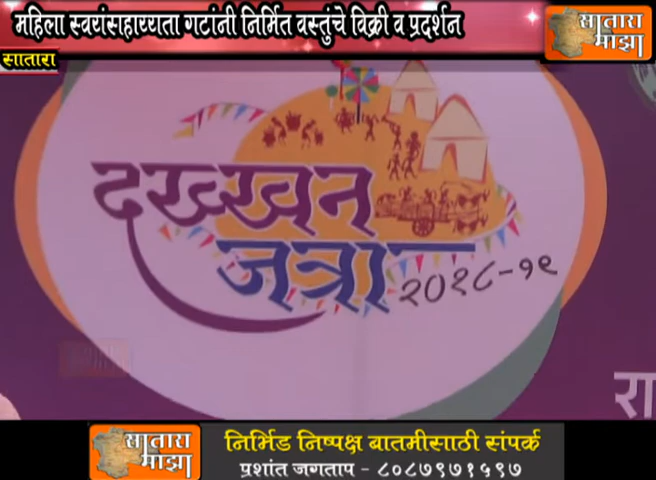 महिला स्वयंसहाय्यता गटांनी निर्मित वस्तुंचे विक्री व प्रदर्शन
सातारा माझा
सातारा
दख्खन
जत्रा २०१८-१९
रा
सातारा माझा
निर्भिड निष्पक्ष बातमीसाठी संपर्क
प्रशांत जगताप - ८०८७९७१५९७